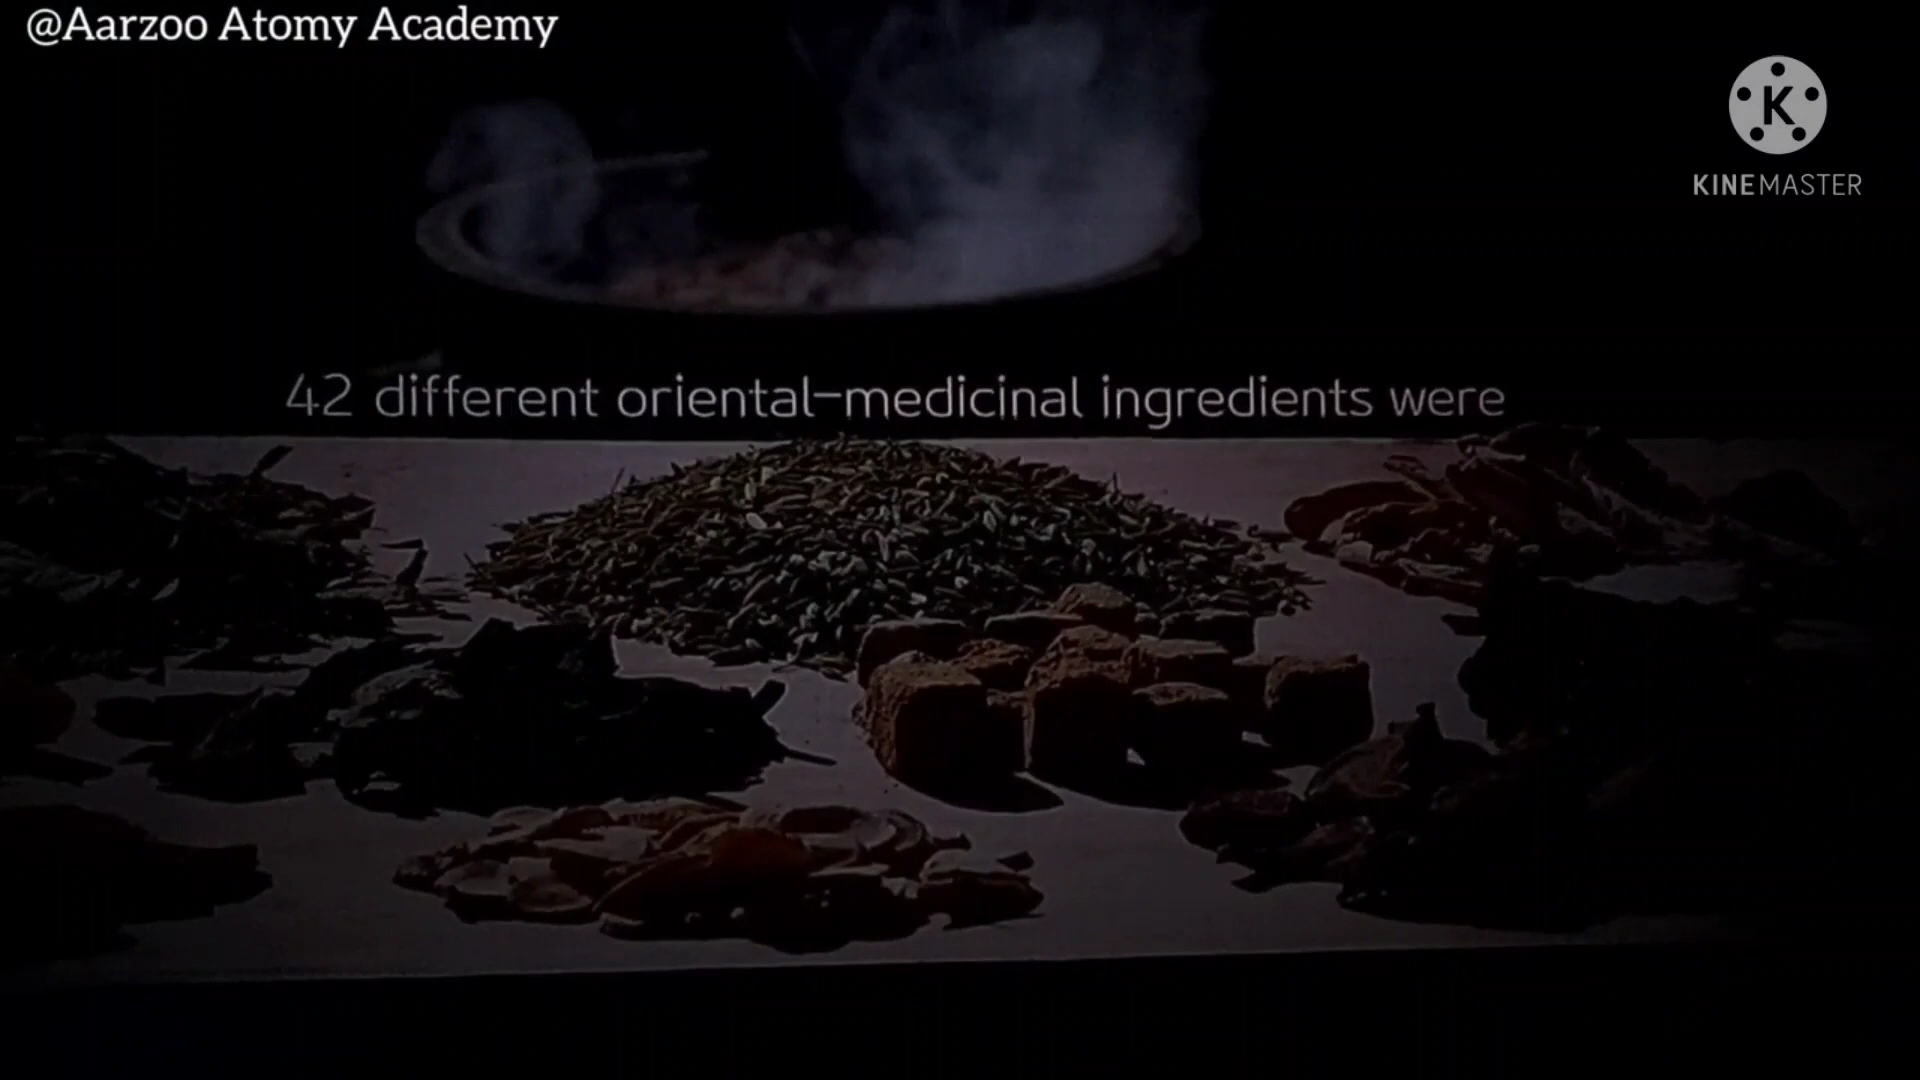 @Aarzoo Atomy Academy
K
KINEMASTER
42 different oriental-medicinal ingredients were